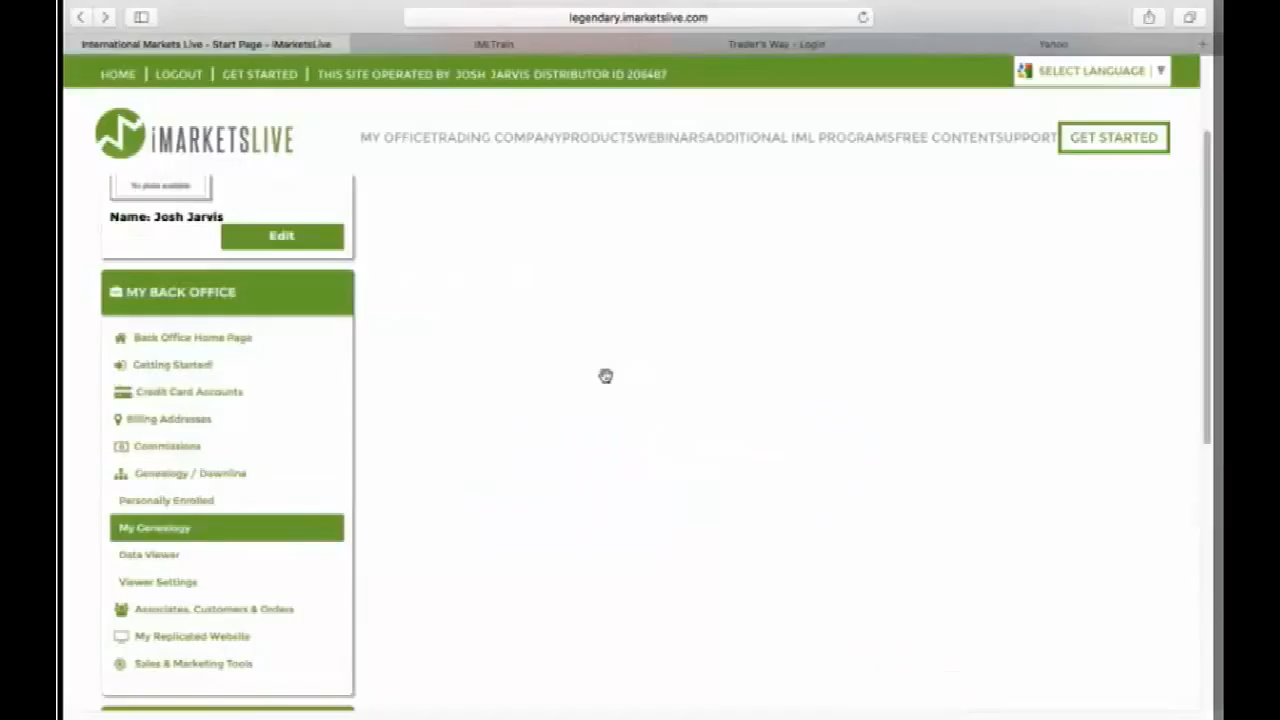 legendary.imarketslive.com
International Markets Live - Start Page - iMarketsLive
IMLTrain
Trader's Way - Login
Yahoo
HOME | LOGOUT | GET STARTED | THIS SITE OPERATED BY JOSH JARVIS DISTRIBUTOR ID 206487
SELECT LANGUAGE
iMARKETSLIVE
MY OFFICETRADING COMPANYPRODUCTSWEBINARSADDITIONAL IML PROGRAMSFREE CONTENTSUPPORT
GET STARTED
No photo available
Name: Josh Jarvis
Edit
MY BACK OFFICE
Back Office Home Page
Getting Started!
Credit Card Accounts
Billing Addresses
Commissions
Genealogy / Downline
Personally Enrolled
My Genealogy
Data Viewer
Viewer Settings
Associates, Customers & Orders
My Replicated Website
Sales & Marketing Tools